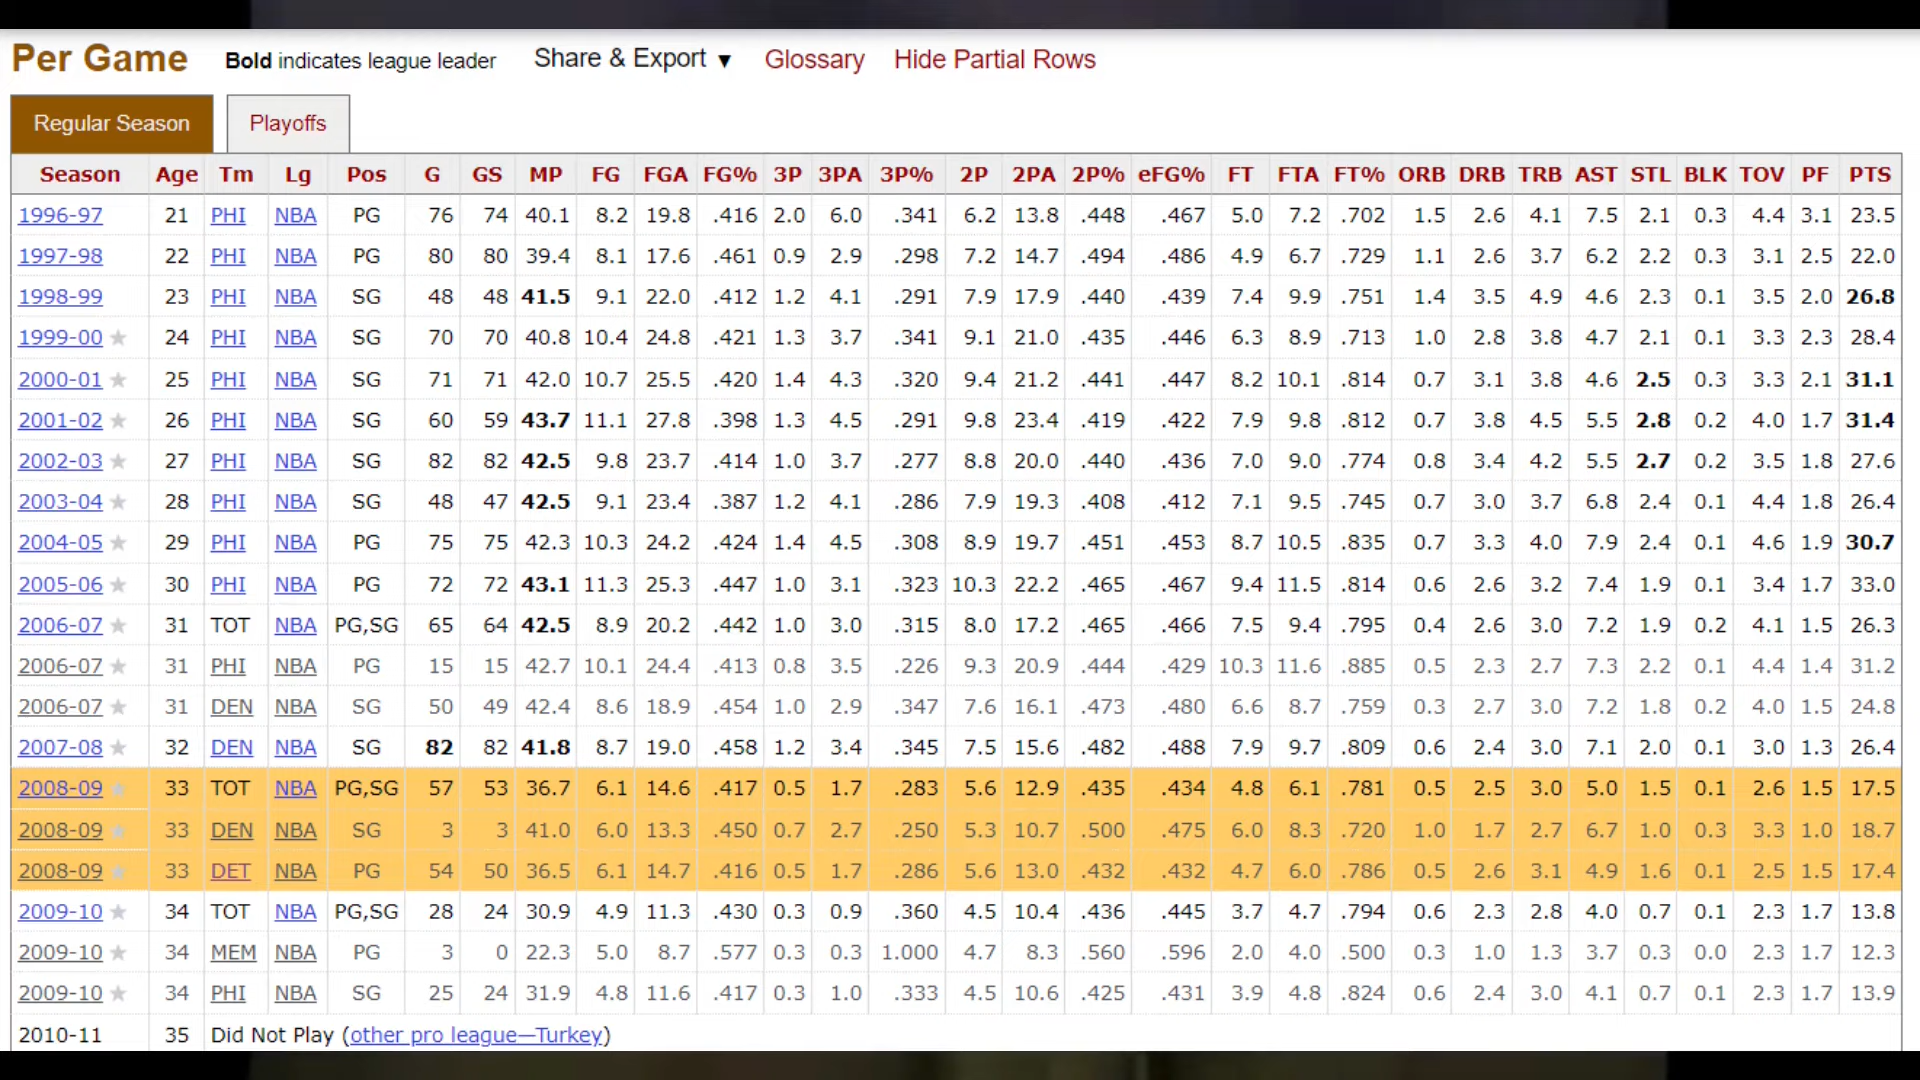 Per Game Bold indicates league leader Share & Export ▼ Glossary Hide Partial Rows
Regular Season Playoffs
Season Age Tm Lg Pos G GS MP FG FGA FG% 3P 3PA 3P% 2P 2PA 2P% eFG% FT FTA FT% ORB DRB TRB AST STL BLK TOV PF PTS
1996-97 21 PHI NBA PG 76 74 40.1 8.2 19.8 .416 2.0 6.0 .341 6.2 13.8 .448 .467 5.0 7.2 .702 1.5 2.6 4.1 7.5 2.1 0.3 4.4 3.1 23.5
1997-98 22 PHI NBA PG 80 80 39.4 8.1 17.6 .461 0.9 2.9 .298 7.2 14.7 .494 .486 4.9 6.7 .729 1.1 2.6 3.7 6.2 2.2 0.3 3.1 2.5 22.0
1998-99 23 PHI NBA SG 48 48 41.5 9.1 22.0 .412 1.2 4.1 .291 7.9 17.9 .440 .439 7.4 9.9 .751 1.4 3.5 4.9 4.6 2.3 0.1 3.5 2.0 26.8
1999-00 ★ 24 PHI NBA SG 70 70 40.8 10.4 24.8 .421 1.3 3.7 .341 9.1 21.0 .435 .446 6.3 8.9 .713 1.0 2.8 3.8 4.7 2.1 0.1 3.3 2.3 28.4
2000-01 ★ 25 PHI NBA SG 71 71 42.0 10.7 25.5 .420 1.4 4.3 .320 9.4 21.2 .441 .447 8.2 10.1 .814 0.7 3.1 3.8 4.6 2.5 0.3 3.3 2.1 31.1
2001-02 ★ 26 PHI NBA SG 60 59 43.7 11.1 27.8 .398 1.3 4.5 .291 9.8 23.4 .419 .422 7.9 9.8 .812 0.7 3.8 4.5 5.5 2.8 0.2 4.0 1.7 31.4
2002-03 ★ 27 PHI NBA SG 82 82 42.5 9.8 23.7 .414 1.0 3.7 .277 8.8 20.0 .440 .436 7.0 9.0 .774 0.8 3.4 4.2 5.5 2.7 0.2 3.5 1.8 27.6
2003-04 ★ 28 PHI NBA SG 48 47 42.5 9.1 23.4 .387 1.2 4.1 .286 7.9 19.3 .408 .412 7.1 9.5 .745 0.7 3.0 3.7 6.8 2.4 0.1 4.4 1.8 26.4
2004-05 ★ 29 PHI NBA PG 75 75 42.3 10.3 24.2 .424 1.4 4.5 .308 8.9 19.7 .451 .453 8.7 10.5 .835 0.7 3.3 4.0 7.9 2.4 0.1 4.6 1.9 30.7
2005-06 ★ 30 PHI NBA PG 72 72 43.1 11.3 25.3 .447 1.0 3.1 .323 10.3 22.2 .465 .467 9.4 11.5 .814 0.6 2.6 3.2 7.4 1.9 0.1 3.4 1.7 33.0
2006-07 ★ 31 TOT NBA PG,SG 65 64 42.5 8.9 20.2 .442 1.0 3.0 .315 8.0 17.2 .465 .466 7.5 9.4 .795 0.4 2.6 3.0 7.2 1.9 0.2 4.1 1.5 26.3
2006-07 ★ 31 PHI NBA PG 15 15 42.7 10.1 24.4 .413 0.8 3.5 .226 9.3 20.9 .444 .429 10.3 11.6 .885 0.5 2.3 2.7 7.3 2.2 0.1 4.4 1.4 31.2
2006-07 ★ 31 DEN NBA SG 50 49 42.4 8.6 18.9 .454 1.0 2.9 .347 7.6 16.1 .473 .480 6.6 8.7 .759 0.3 2.7 3.0 7.2 1.8 0.2 4.0 1.5 24.8
2007-08 ★ 32 DEN NBA SG 82 82 41.8 8.7 19.0 .458 1.2 3.4 .345 7.5 15.6 .482 .488 7.9 9.7 .809 0.6 2.4 3.0 7.1 2.0 0.1 3.0 1.3 26.4
2008-09 ★ 33 TOT NBA PG,SG 57 53 36.7 6.1 14.6 .417 0.5 1.7 .283 5.6 12.9 .435 .434 4.8 6.1 .781 0.5 2.5 3.0 5.0 1.5 0.1 2.6 1.5 17.5
2008-09 ★ 33 DEN NBA SG 3 3 41.0 6.0 13.3 .450 0.7 2.7 .250 5.3 10.7 .500 .475 6.0 8.3 .720 1.0 1.7 2.7 6.7 1.0 0.3 3.3 1.0 18.7
2008-09 ★ 33 DET NBA PG 54 50 36.5 6.1 14.7 .416 0.5 1.7 .286 5.6 13.0 .432 .432 4.7 6.0 .786 0.5 2.6 3.1 4.9 1.6 0.1 2.5 1.5 17.4
2009-10 ★ 34 TOT NBA PG,SG 28 24 30.9 4.9 11.3 .430 0.3 0.9 .360 4.5 10.4 .436 .445 3.7 4.7 .794 0.6 2.3 2.8 4.0 0.7 0.1 2.3 1.7 13.8
2009-10 ★ 34 MEM NBA PG 3 0 22.3 5.0 8.7 .577 0.3 0.3 1.000 4.7 8.3 .560 .596 2.0 4.0 .500 0.3 1.0 1.3 3.7 0.3 0.0 2.3 1.7 12.3
2009-10 ★ 34 PHI NBA SG 25 24 31.9 4.8 11.6 .417 0.3 1.0 .333 4.5 10.6 .425 .431 3.9 4.8 .824 0.6 2.4 3.0 4.1 0.7 0.1 2.3 1.7 13.9
2010-11 35 Did Not Play (other pro league—Turkey)